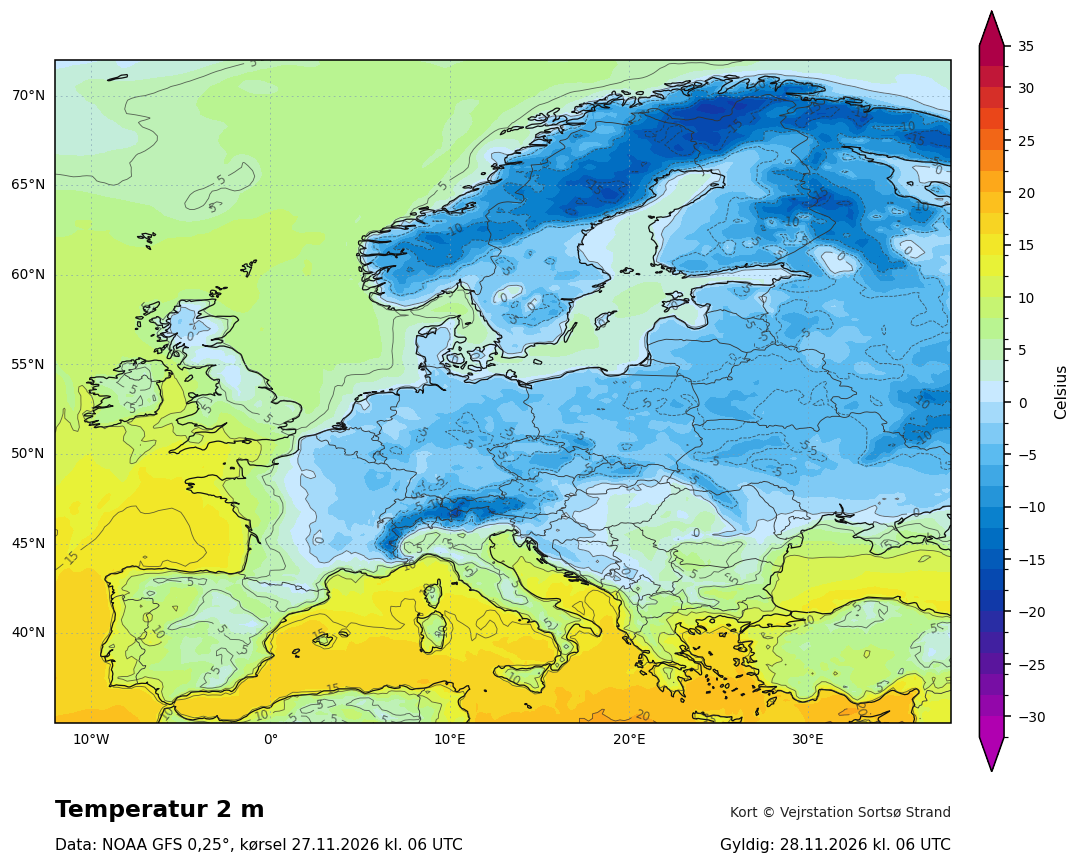 35
30
25
20
15
10
5
0
−5
−10
−15
−20
−25
−30
Celsius
70°N
65°N
60°N
55°N
50°N
45°N
40°N
10°W
0°
10°E
20°E
30°E
Temperatur 2 m
Kort © Vejrstation Sortsø Strand
Data: NOAA GFS 0,25°, kørsel 27.11.2026 kl. 06 UTC
Gyldig: 28.11.2026 kl. 06 UTC